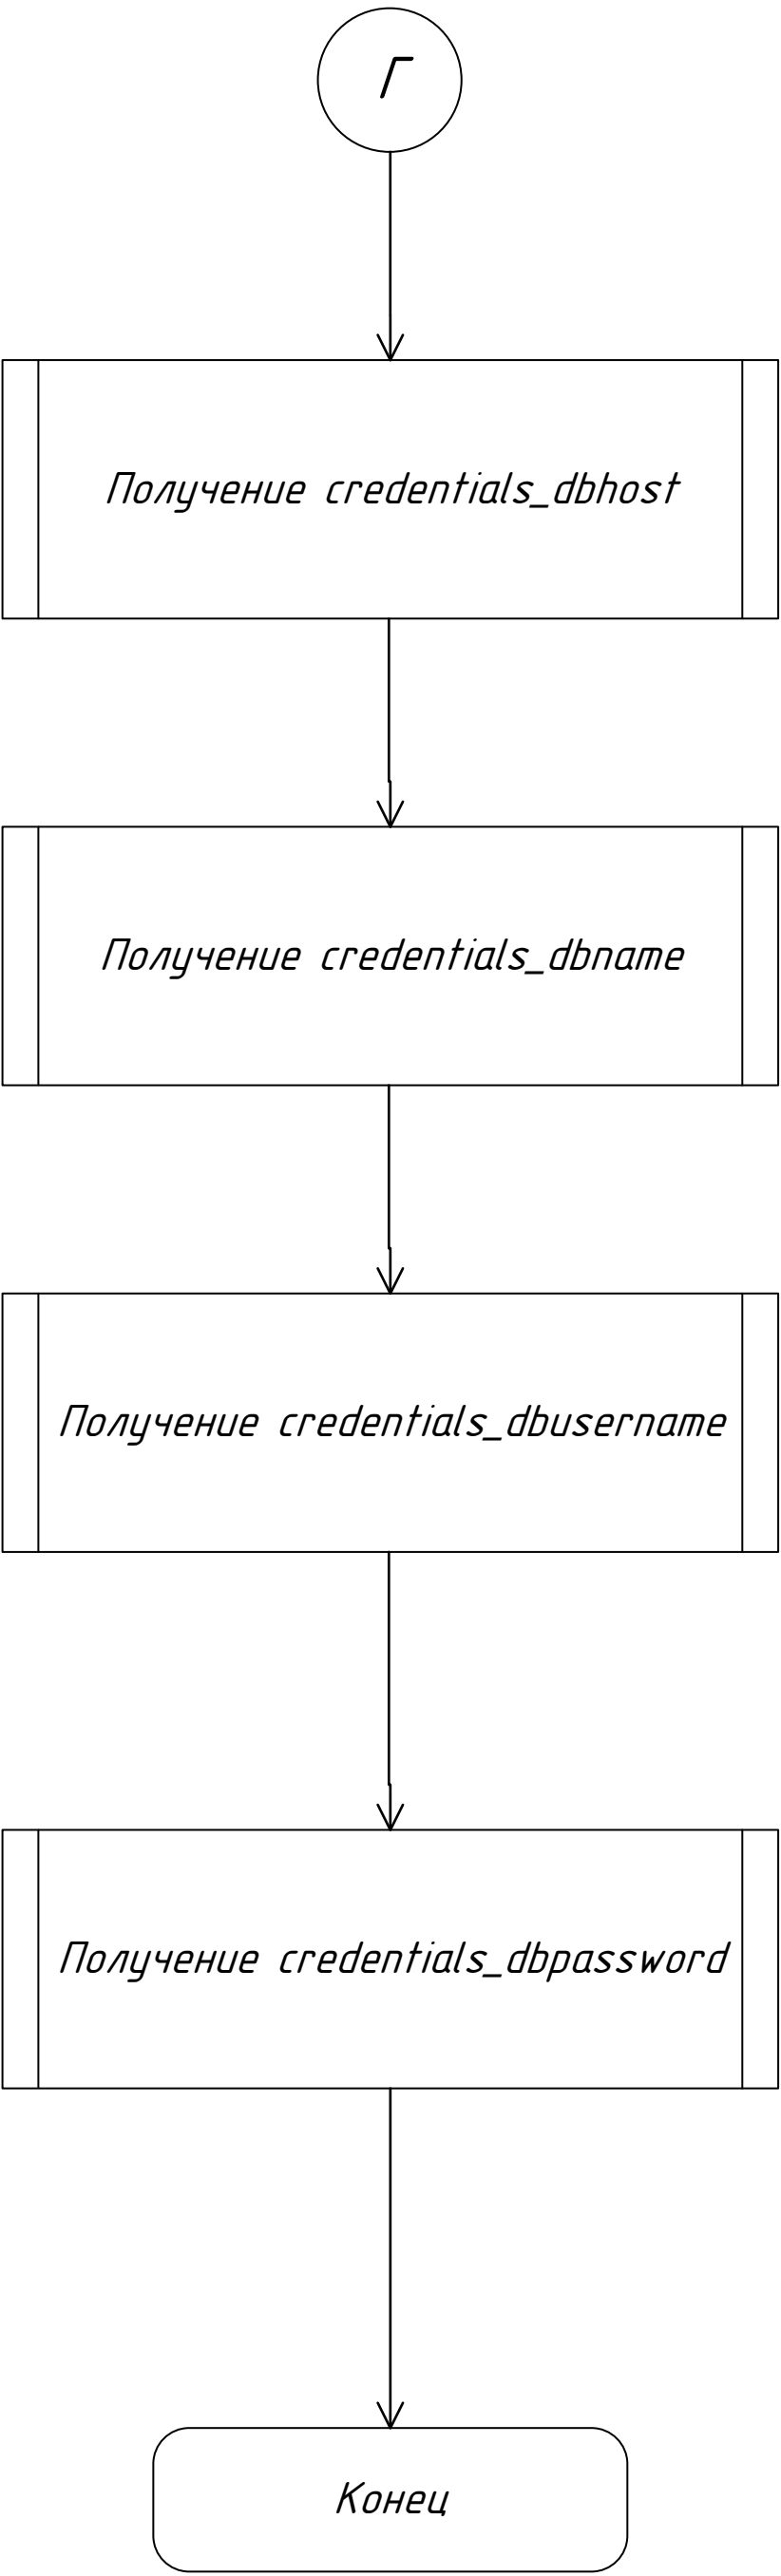 Г
Получение credentials_dbhost
Получение credentials_dbname
Получение credentials_dbusername
Получение credentials_dbpassword
Конец